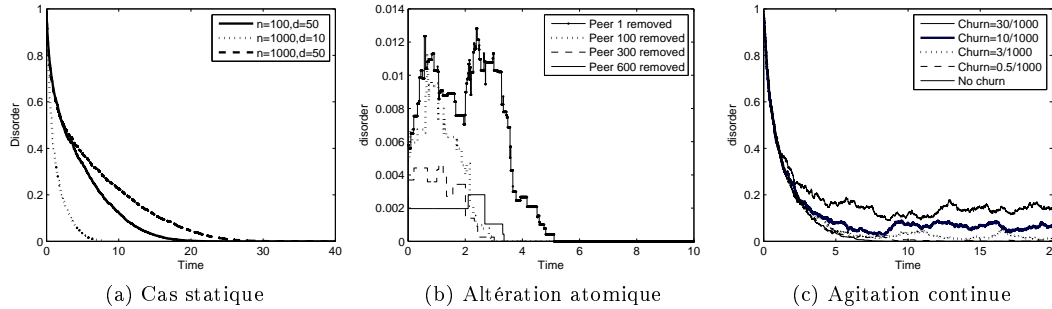 1
0.8
0.6
0.4
0.2
0
0
10
20
30
40
Disorder
Time
n=100,d=50
n=1000,d=10
n=1000,d=50
(a) Cas statique
0.014
0.012
0.01
0.008
0.006
0.004
0.002
0
0
2
4
6
8
10
disorder
Time
Peer 1 removed
Peer 100 removed
Peer 300 removed
Peer 600 removed
(b) Altération atomique
1
0.8
0.6
0.4
0.2
0
0
5
10
15
20
disorder
Time
Churn=30/1000
Churn=10/1000
Churn=3/1000
Churn=0.5/1000
No churn
(c) Agitation continue